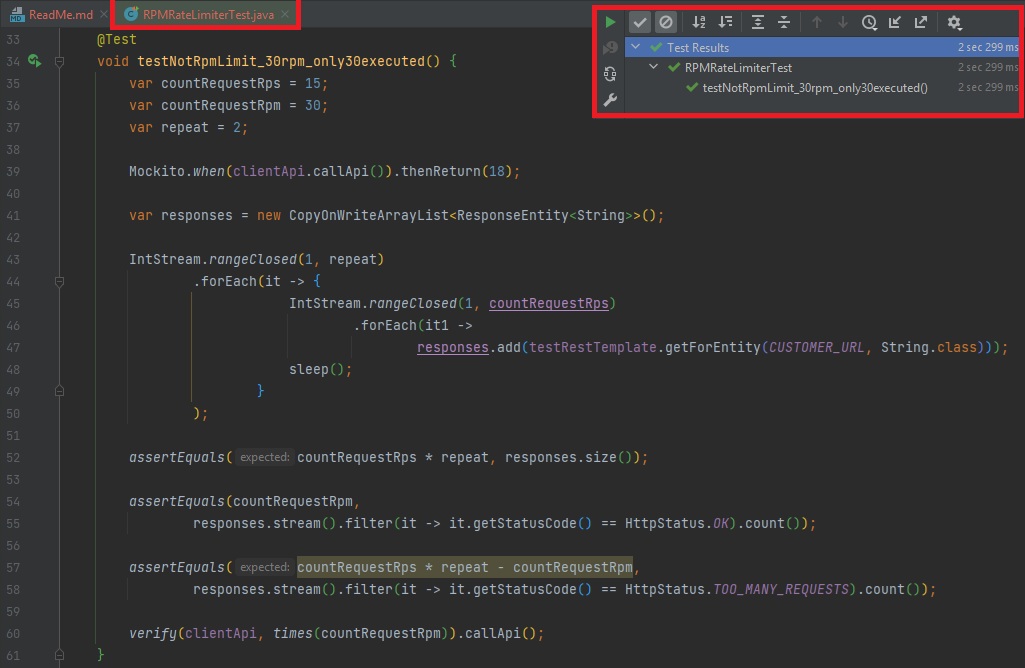 ReadMe.md
RPMRateLimiterTest.java
Test Results 2 sec 299 ms
RPMRateLimiterTest 2 sec 299 ms
testNotRpmLimit_30rpm_only30executed() 2 sec 299 ms
33 @Test
34 void testNotRpmLimit_30rpm_only30executed() {
35 var countRequestRps = 15;
36 var countRequestRpm = 30;
37 var repeat = 2;
38
39 Mockito.when(clientApi.callApi()).thenReturn(18);
40
41 var responses = new CopyOnWriteArrayList<ResponseEntity<String>>();
42
43 IntStream.rangeClosed(1, repeat)
44 .forEach(it -> {
45 IntStream.rangeClosed(1, countRequestRps)
46 .forEach(it1 ->
47 responses.add(testRestTemplate.getForEntity(CUSTOMER_URL, String.class)));
48 sleep();
49 }
50 );
51
52 assertEquals( expected: countRequestRps * repeat, responses.size());
53
54 assertEquals(countRequestRpm,
55 responses.stream().filter(it -> it.getStatusCode() == HttpStatus.OK).count());
56
57 assertEquals( expected: countRequestRps * repeat - countRequestRpm,
58 responses.stream().filter(it -> it.getStatusCode() == HttpStatus.TOO_MANY_REQUESTS).count());
59
60 verify(clientApi, times(countRequestRpm)).callApi();
61 }